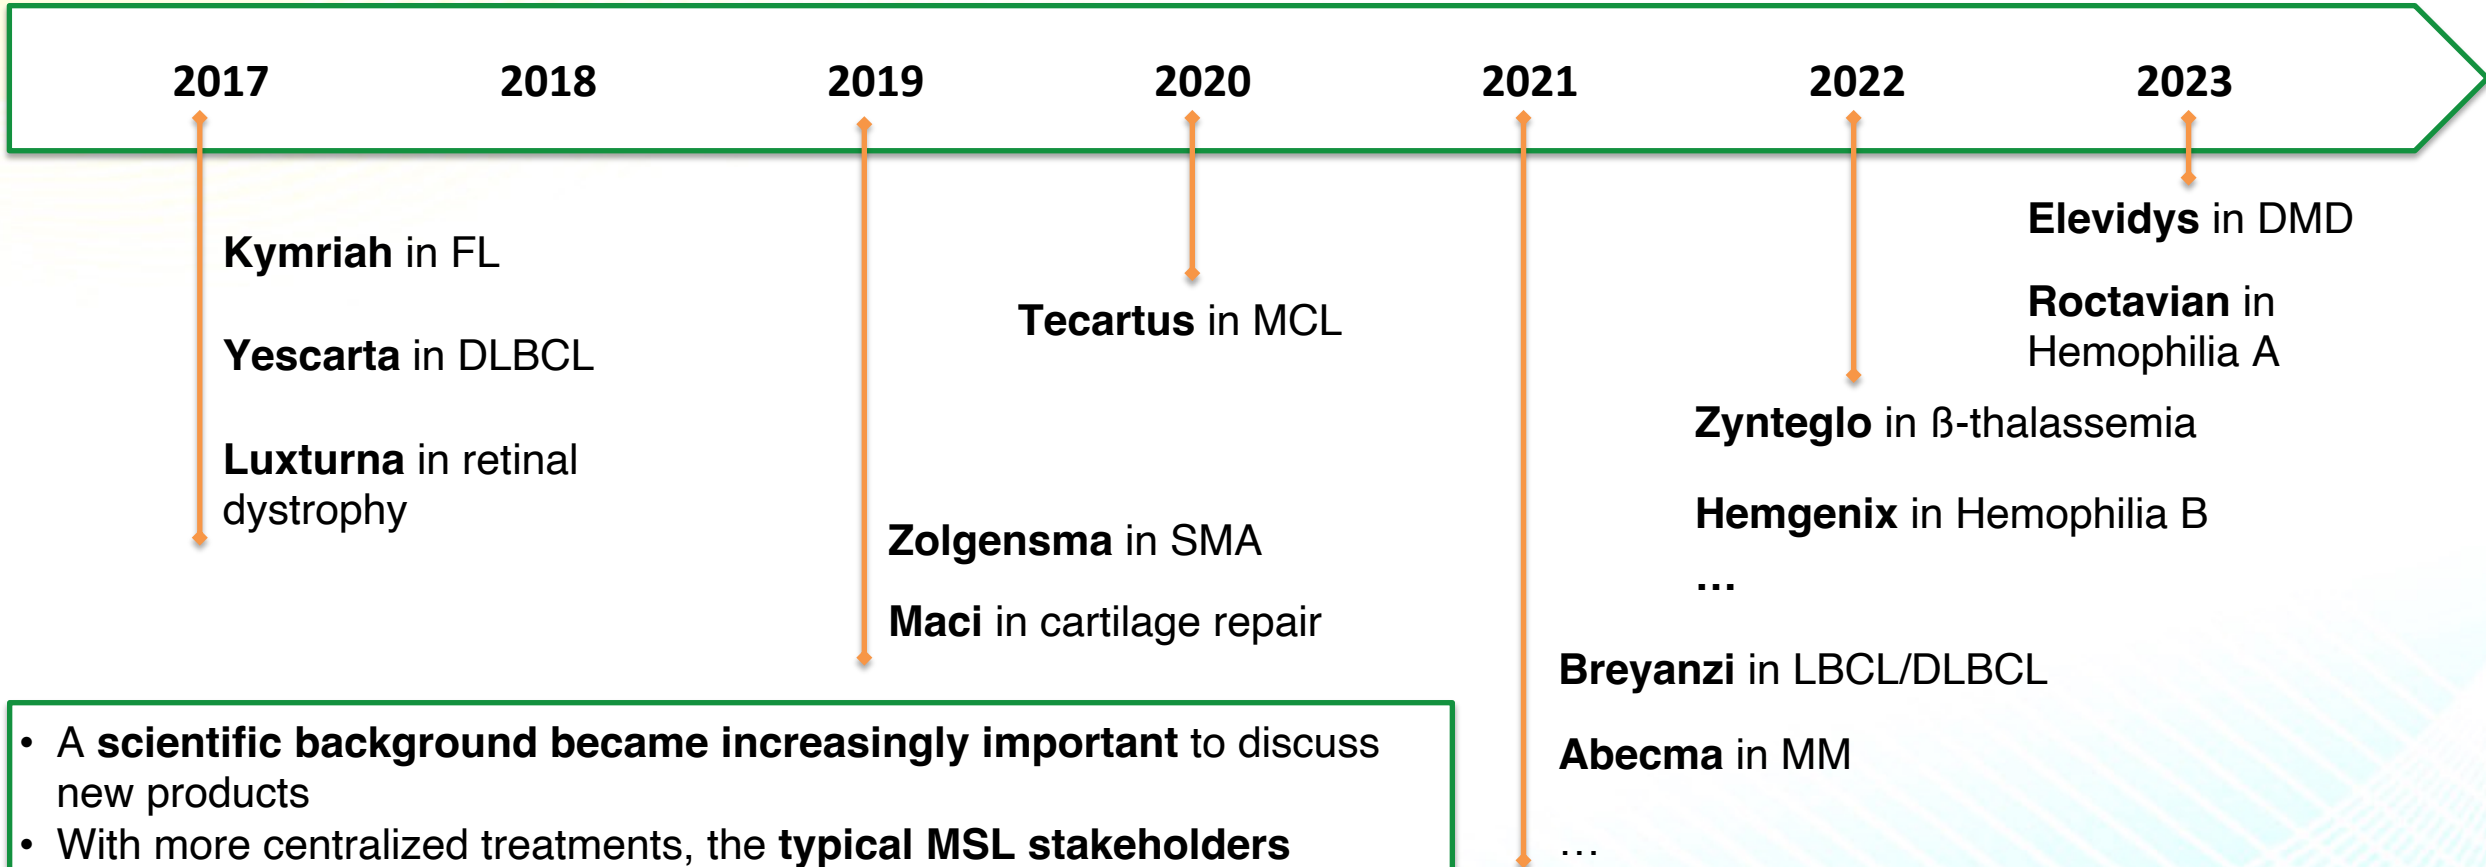 2017 2018 2019 2020 2021 2022 2023
Kymriah in FL
Yescarta in DLBCL
Luxturna in retinal
dystrophy
Zolgensma in SMA
Maci in cartilage repair
Tecartus in MCL
Breyanzi in LBCL/DLBCL
Abecma in MM
...
Zynteglo in ß-thalassemia
Hemgenix in Hemophilia B
...
Elevidys in DMD
Roctavian in
Hemophilia A
• A scientific background became increasingly important to discuss
new products
• With more centralized treatments, the typical MSL stakeholders